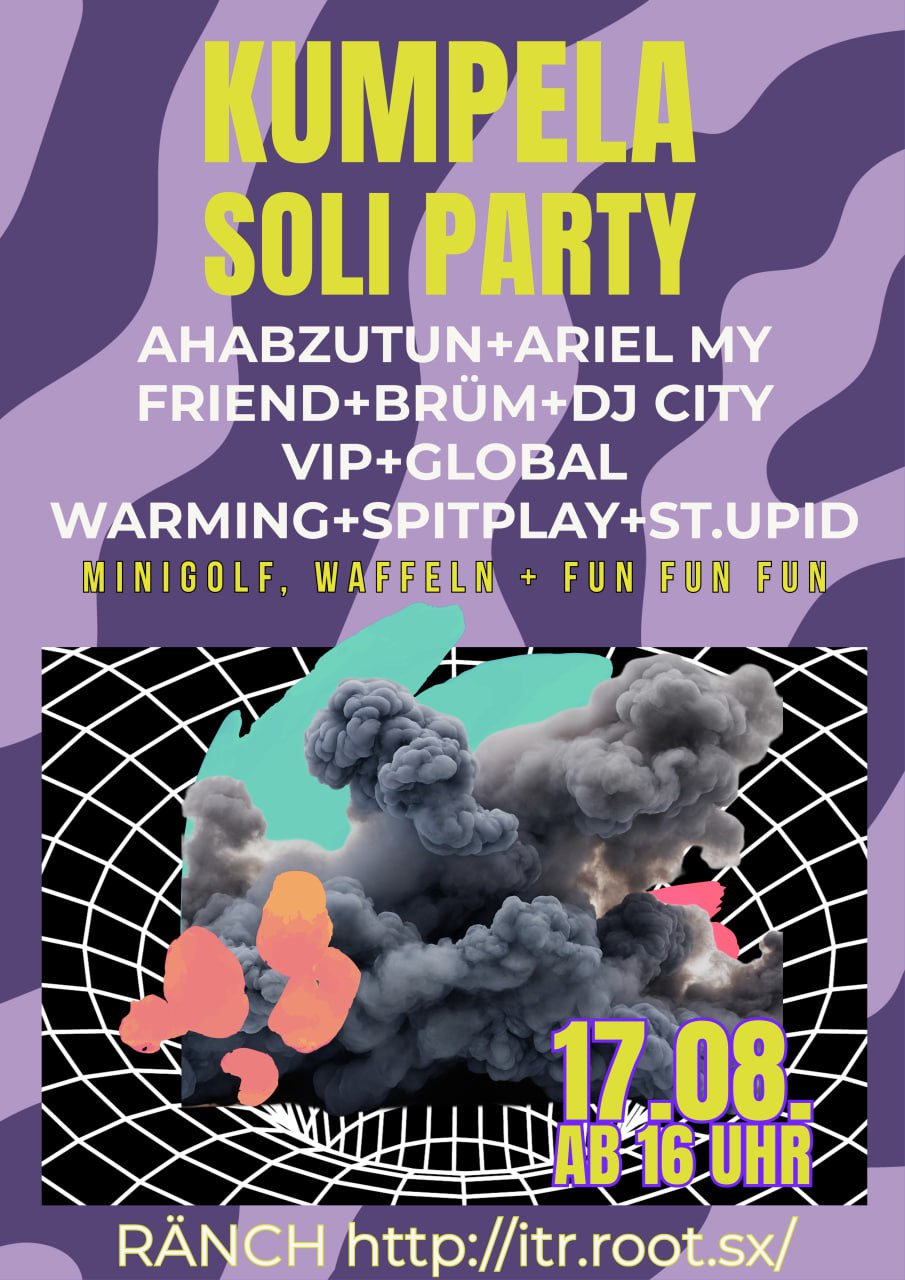 KUMPELA
SOLI PARTY
AHABZUTUN+ARIEL MY
FRIEND+BRÜM+DJ CITY
VIP+GLOBAL
WARMING+SPITPLAY+ST.UPID
MINIGOLF, WAFFELN + FUN FUN FUN
17.08.
AB 16 UHR
RÄNCH http://itr.root.sx/